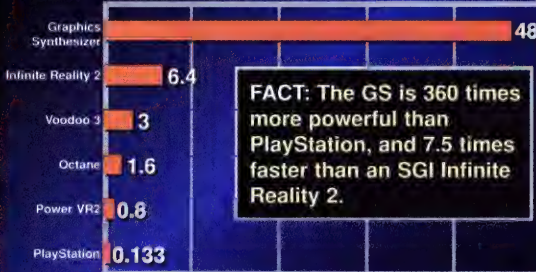 Graphics
Synthesizer
48
Infinite Reality 2
6.4
Voodoo 3
3
Octane
1.6
Power VR2
0.8
PlayStation
0.133
FACT: The GS is 360 times
more powerful than
PlayStation, and 7.5 times
faster than an SGI Infinite
Reality 2.